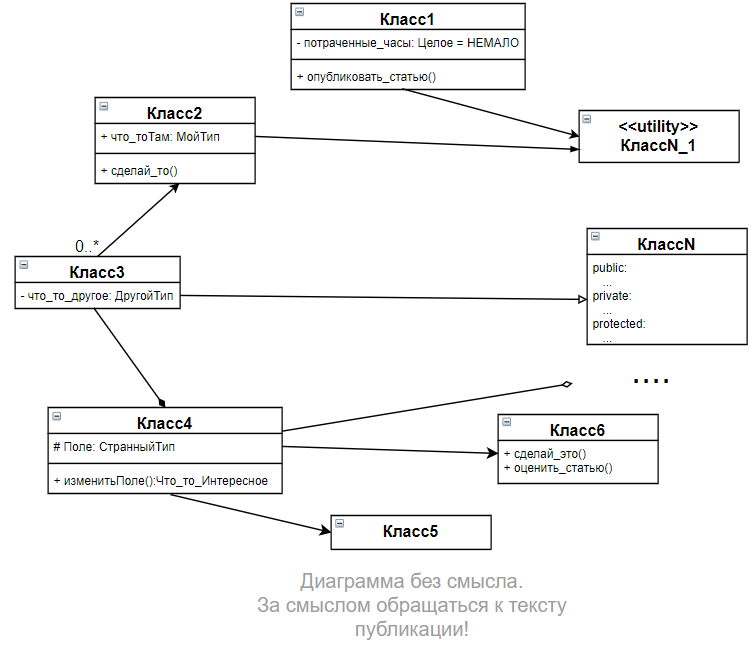 Класс1
- потраченные_часы: Целое = НЕМАЛО
+ опубликовать_статью()
Класс2
+ что_тоТам: МойТип
+ сделай_то()
<<utility>>
КлассN_1
0..*
Класс3
- что_то_другое: ДругойТип
КлассN
public:
...
private:
...
protected:
...
....
Класс4
# Поле: СтранныйТип
+ изменитьПоле():Что_то_Интересное
Класс6
+ сделай_это()
+ оценить_статью()
Класс5
Диаграмма без смысла.
За смыслом обращаться к тексту
публикации!